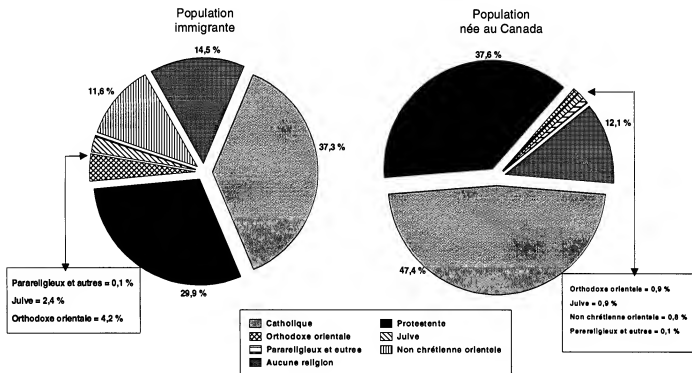 Population
immigrante
14,5 %
11,6 %
37,3 %
29,9 %
Parareligieux et autres = 0,1 %
Juive = 2,4 %
Orthodoxe orientale = 4,2 %
Population
née au Canada
37,6 %
12,1 %
47,4 %
Orthodoxe orientale = 0,9 %
Juive = 0,9 %
Non chrétienne orientale = 0,8 %
Parereligieux et autres = 0,1 %
Catholique
Protestente
Orthodoxe orientale
Juive
Parareligieux et autres
Non chrétienne orientele
Aucune religion